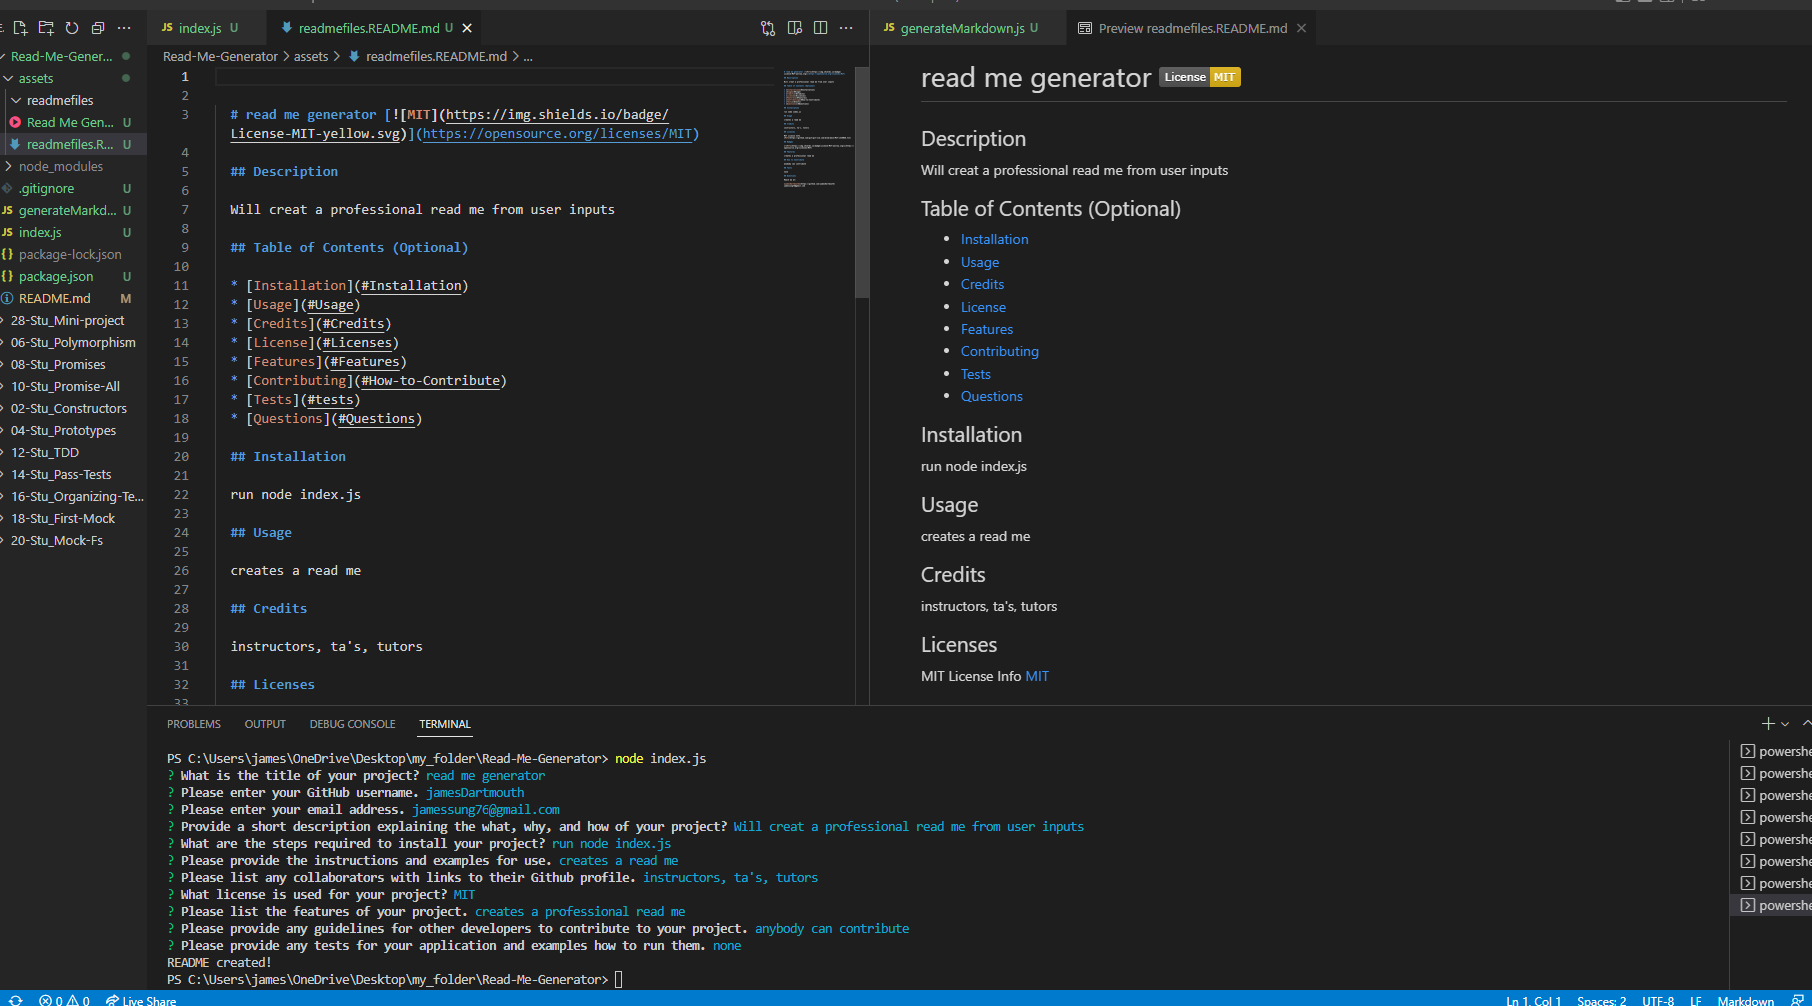 index.js U
readmefiles.README.md U
generateMarkdown.js U
Preview readmefiles.README.md
Read-Me-Gener...
assets
readmefiles
Read Me Gen... U
readmefiles.R... U
node_modules
.gitignore U
generateMarkd... U
index.js U
package-lock.json
package.json U
README.md M
28-Stu_Mini-project
06-Stu_Polymorphism
08-Stu_Promises
10-Stu_Promise-All
02-Stu_Constructors
04-Stu_Prototypes
12-Stu_TDD
14-Stu_Pass-Tests
16-Stu_Organizing-Te...
18-Stu_First-Mock
20-Stu_Mock-Fs
Read-Me-Generator > assets > readmefiles.README.md > ...
1
2
3 # read me generator [![MIT](https://img.shields.io/badge/
License-MIT-yellow.svg)](https://opensource.org/licenses/MIT)
4
5 ## Description
6
7 Will creat a professional read me from user inputs
8
9 ## Table of Contents (Optional)
10
11 * [Installation](#Installation)
12 * [Usage](#Usage)
13 * [Credits](#Credits)
14 * [License](#Licenses)
15 * [Features](#Features)
16 * [Contributing](#How-to-Contribute)
17 * [Tests](#tests)
18 * [Questions](#Questions)
19
20 ## Installation
21
22 run node index.js
23
24 ## Usage
25
26 creates a read me
27
28 ## Credits
29
30 instructors, ta's, tutors
31
32 ## Licenses
33
read me generator License MIT
Description
Will creat a professional read me from user inputs
Table of Contents (Optional)
• Installation
• Usage
• Credits
• License
• Features
• Contributing
• Tests
• Questions
Installation
run node index.js
Usage
creates a read me
Credits
instructors, ta's, tutors
Licenses
MIT License Info MIT
PROBLEMS OUTPUT DEBUG CONSOLE TERMINAL
PS C:\Users\james\OneDrive\Desktop\my_folder\Read-Me-Generator> node index.js
? What is the title of your project? read me generator
? Please enter your GitHub username. jamesDartmouth
? Please enter your email address. jamessung76@gmail.com
? Provide a short description explaining the what, why, and how of your project? Will creat a professional read me from user inputs
? What are the steps required to install your project? run node index.js
? Please provide the instructions and examples for use. creates a read me
? Please list any collaborators with links to their Github profile. instructors, ta's, tutors
? What license is used for your project? MIT
? Please list the features of your project. creates a professional read me
? Please provide any guidelines for other developers to contribute to your project. anybody can contribute
? Please provide any tests for your application and examples how to run them. none
README created!
PS C:\Users\james\OneDrive\Desktop\my_folder\Read-Me-Generator>
powershe
powershe
powershe
powershe
powershe
powershe
powershe
powershe
0 0 Live Share
Ln 1, Col 1 Spaces: 2 UTF-8 LF Markdown